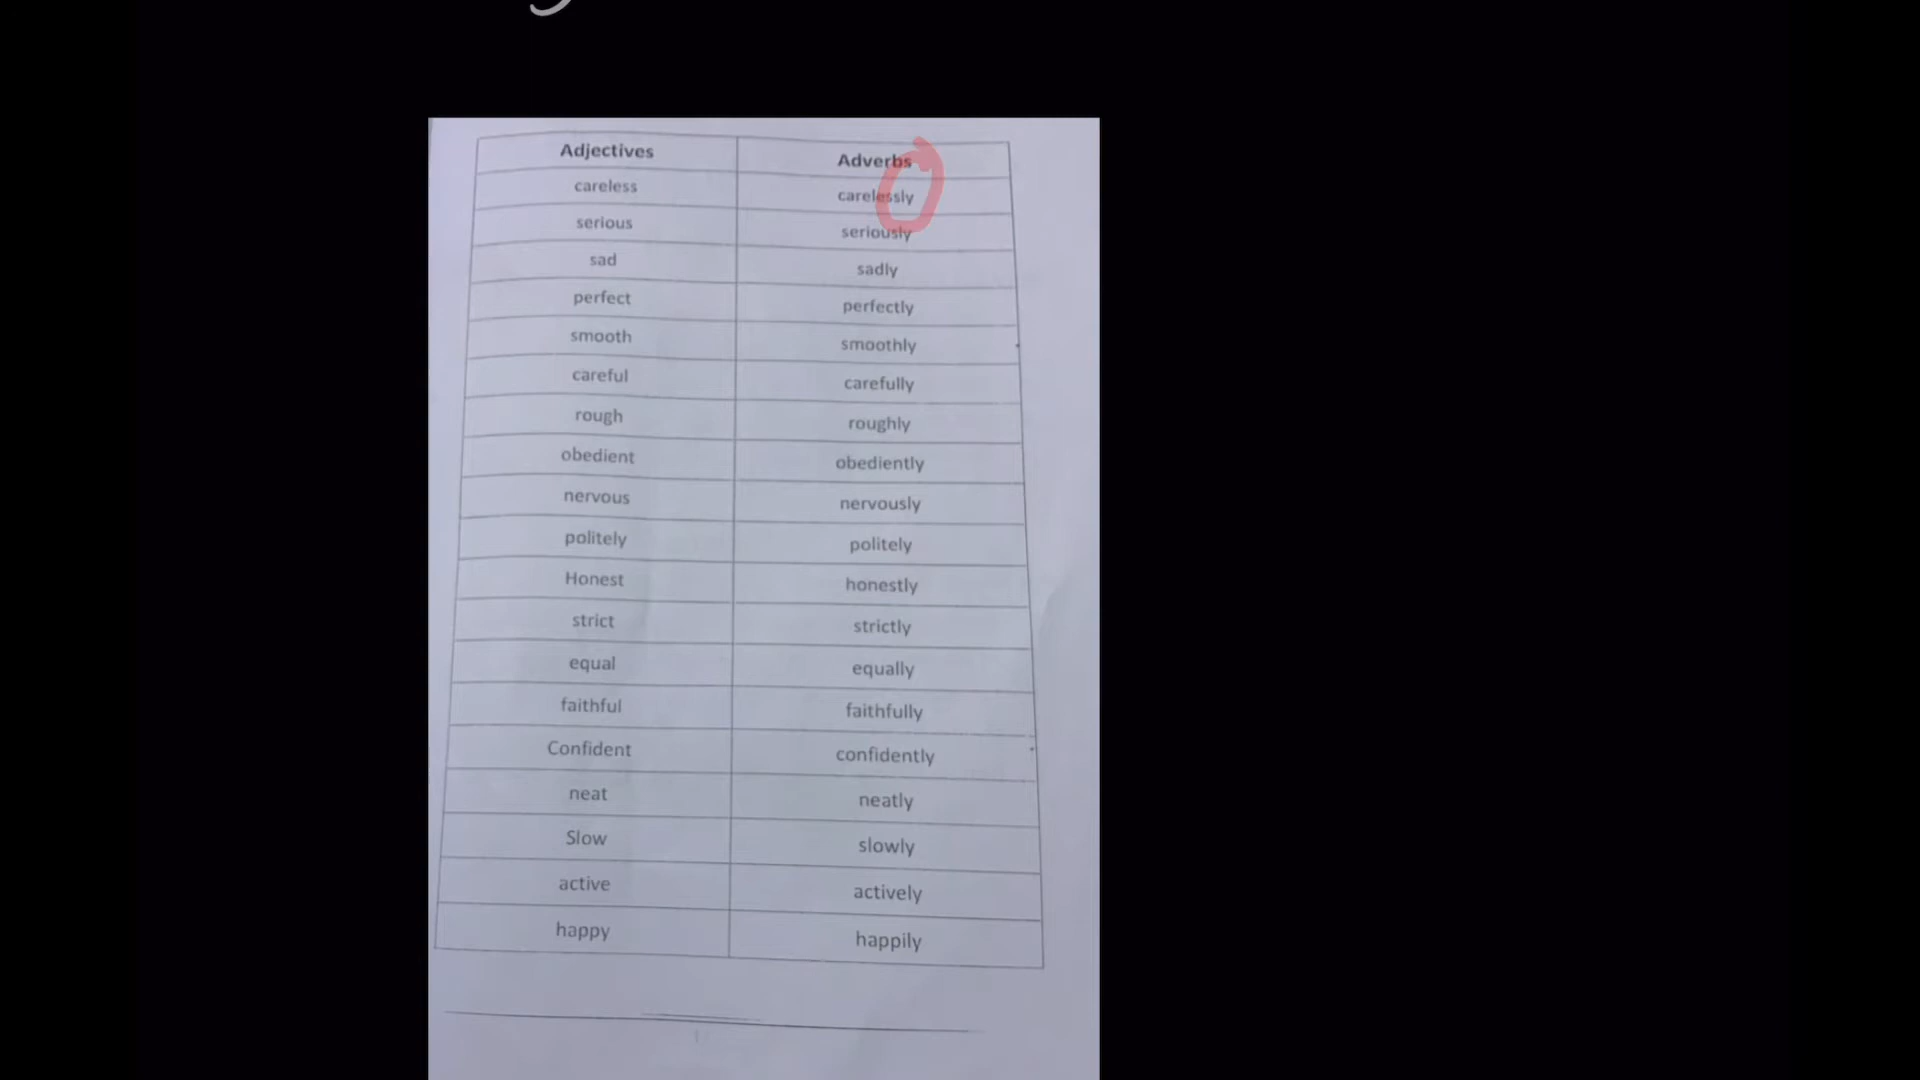 Adjectives Adverbs
careless carelessly
serious seriously
sad sadly
perfect perfectly
smooth smoothly
careful carefully
rough roughly
obedient obediently
nervous nervously
politely politely
Honest honestly
strict strictly
equal equally
faithful faithfully
Confident confidently
neat neatly
Slow slowly
active actively
happy happily